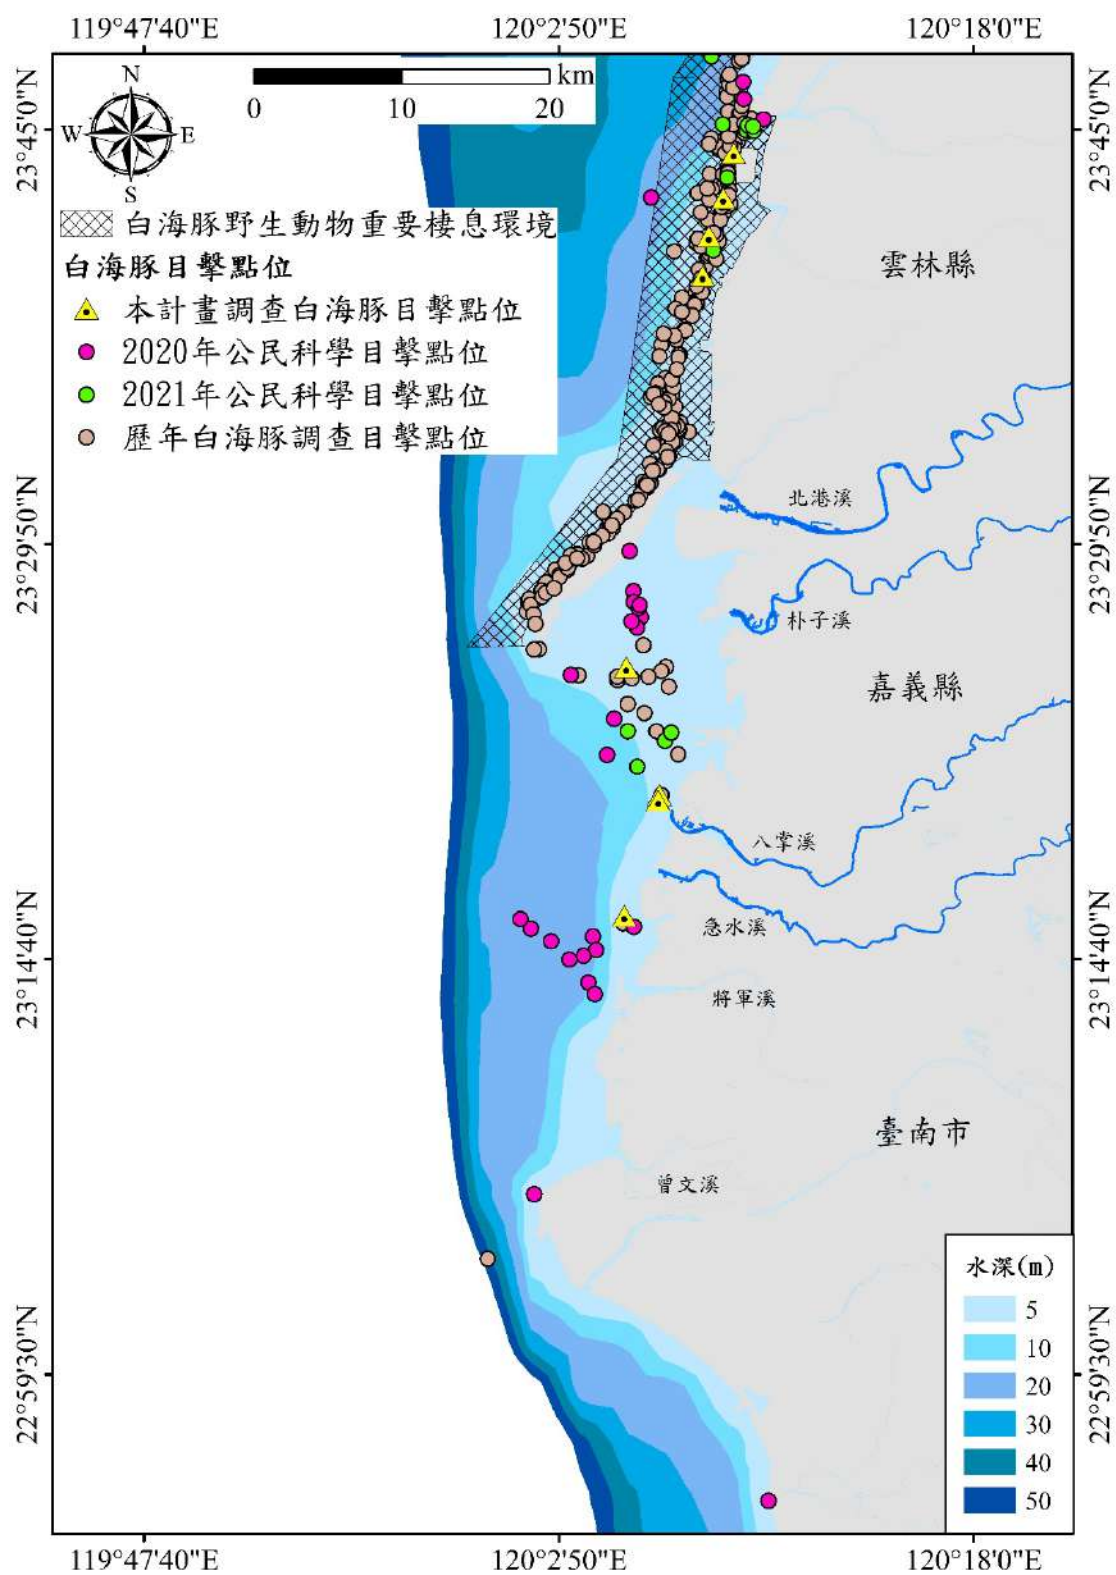 119°47'40"E 120°2'50"E 120°18'0"E
N
W E
S
km
0 10 20
白海豚野生動物重要棲息環境
白海豚目擊點位
本計畫調查白海豚目擊點位
2020年公民科學目擊點位
2021年公民科學目擊點位
歷年白海豚調查目擊點位
23°45'0"N
23°45'0"N
雲林縣
北港溪
23°29'50"N
23°29'50"N
朴子溪
嘉義縣
八掌溪
急水溪
23°14'40"N
23°14'40"N
將軍溪
臺南市
曾文溪
22°59'30"N
22°59'30"N
水深(m)
5
10
20
30
40
50
119°47'40"E 120°2'50"E 120°18'0"E